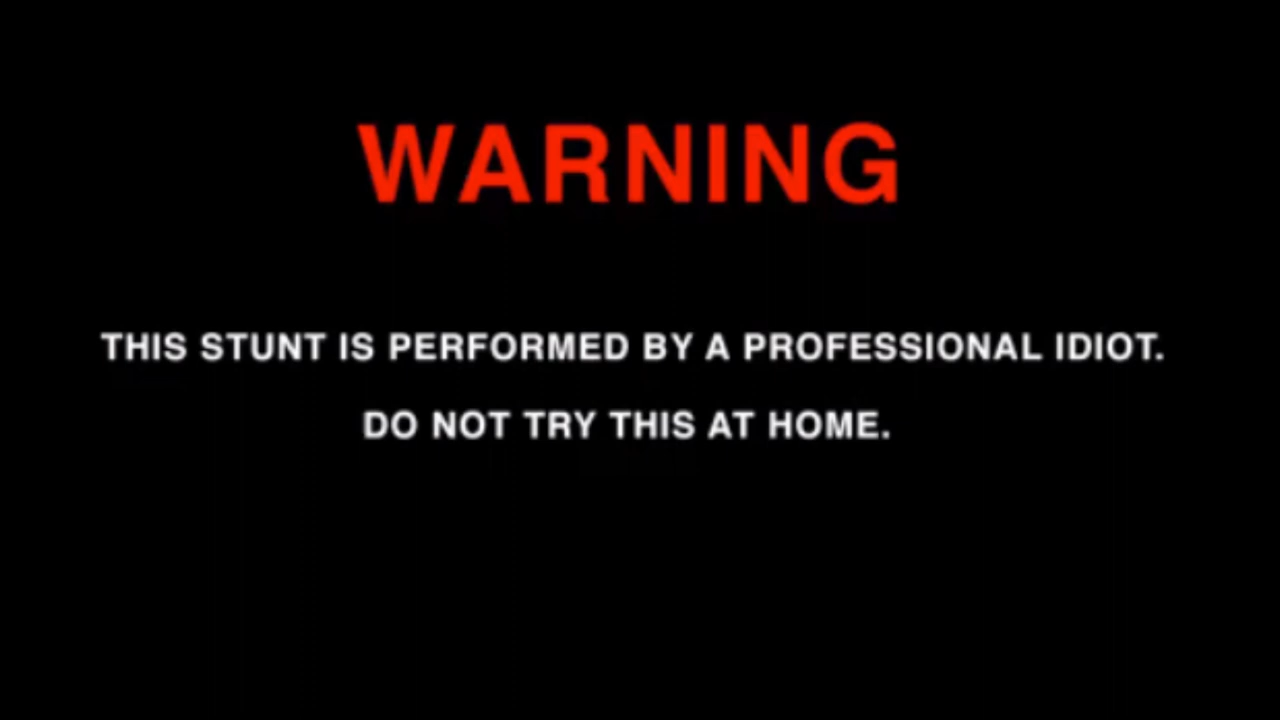 WARNING
THIS STUNT IS PERFORMED BY A PROFESSIONAL IDIOT.
DO NOT TRY THIS AT HOME.